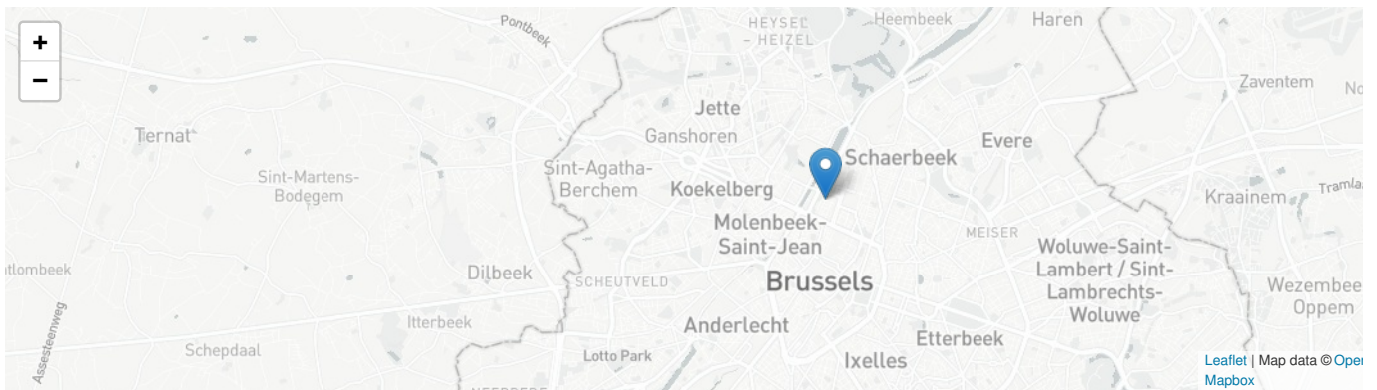 +
−
Pontbeek
HEYSEL
– HEIZEL
Heembeek
Haren
Zaventem
Jette
Ternat
Ganshoren
Evere
Schaerbeek
Sint-Agatha-
Berchem
Sint-Martens-
Bodegem
Koekelberg
Kraainem
Molenbeek-
Saint-Jean
MEISER
Woluwe-Saint-
Lambert / Sint-
Lambrechts-
Woluwe
Dilbeek
SCHEUTVELD
Brussels
Oppem
Assesteenweg
Itterbeek
Anderlecht
Etterbeek
Schepdaal
Lotto Park
Ixelles
Leaflet | Map data ©
Mapbox